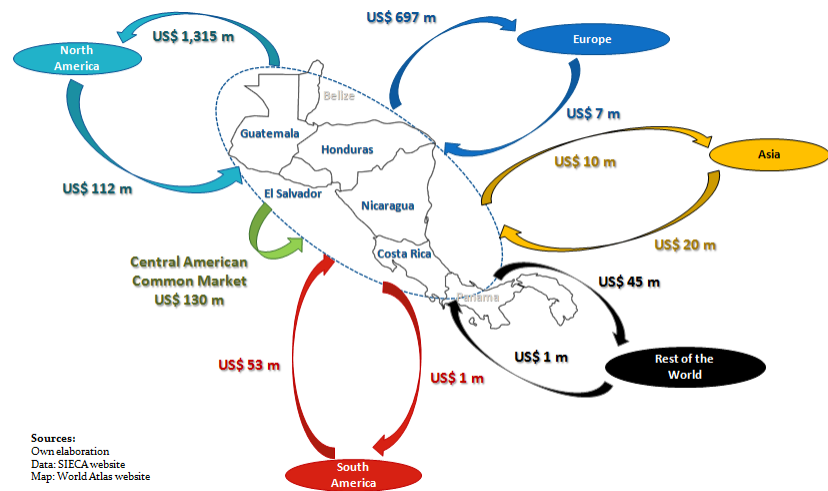 US$ 697 m
US$ 1,315 m
Europe
North
America
Belize
US$ 7 m
Guatemala
Honduras
Asia
US$ 10 m
US$ 112 m
El Salvador
Nicaragua
US$ 20 m
Costa Rica
Central American
Common Market
US$ 130 m
US$ 45 m
Panama
US$ 53 m
US$ 1 m
US$ 1 m
Rest of the
World
Sources:
Own elaboration
Data: SIECA website
Map: World Atlas website
South
America